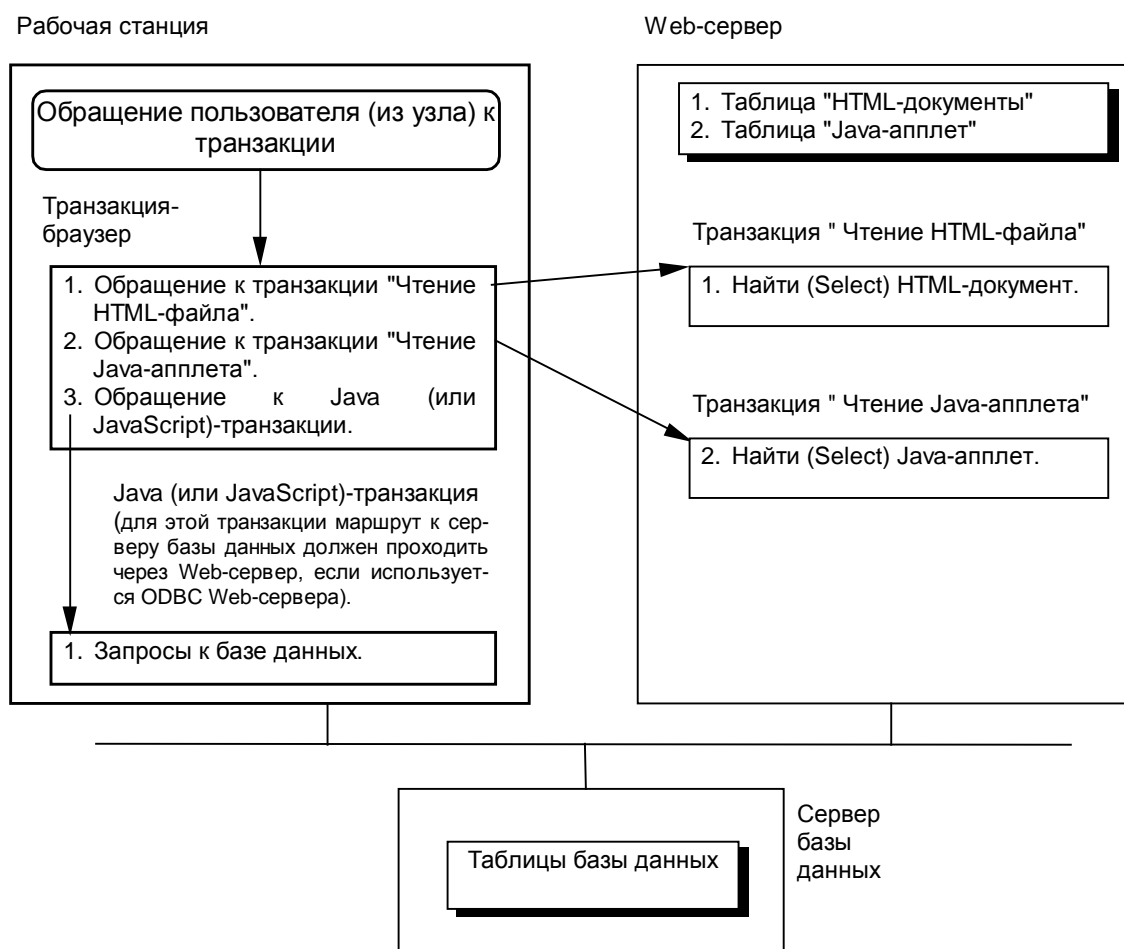 Рабочая станция
Web-сервер
Обращение пользователя (из узла) к
транзакции
Транзакция-
браузер
1. Обращение к транзакции "Чтение
HTML-файла".
2. Обращение к транзакции "Чтение
Java-апплета".
3. Обращение к Java (или
JavaScript)-транзакции.
Java (или JavaScript)-транзакция
(для этой транзакции маршрут к сер-
веру базы данных должен проходить
через Web-сервер, если использует-
ся ODBC Web-сервера).
1. Запросы к базе данных.
1. Таблица "HTML-документы"
2. Таблица "Java-апплет"
Транзакция " Чтение HTML-файла"
1. Найти (Select) HTML-документ.
Транзакция " Чтение Java-апплета"
2. Найти (Select) Java-апплет.
Таблицы базы данных
Сервер
базы
данных